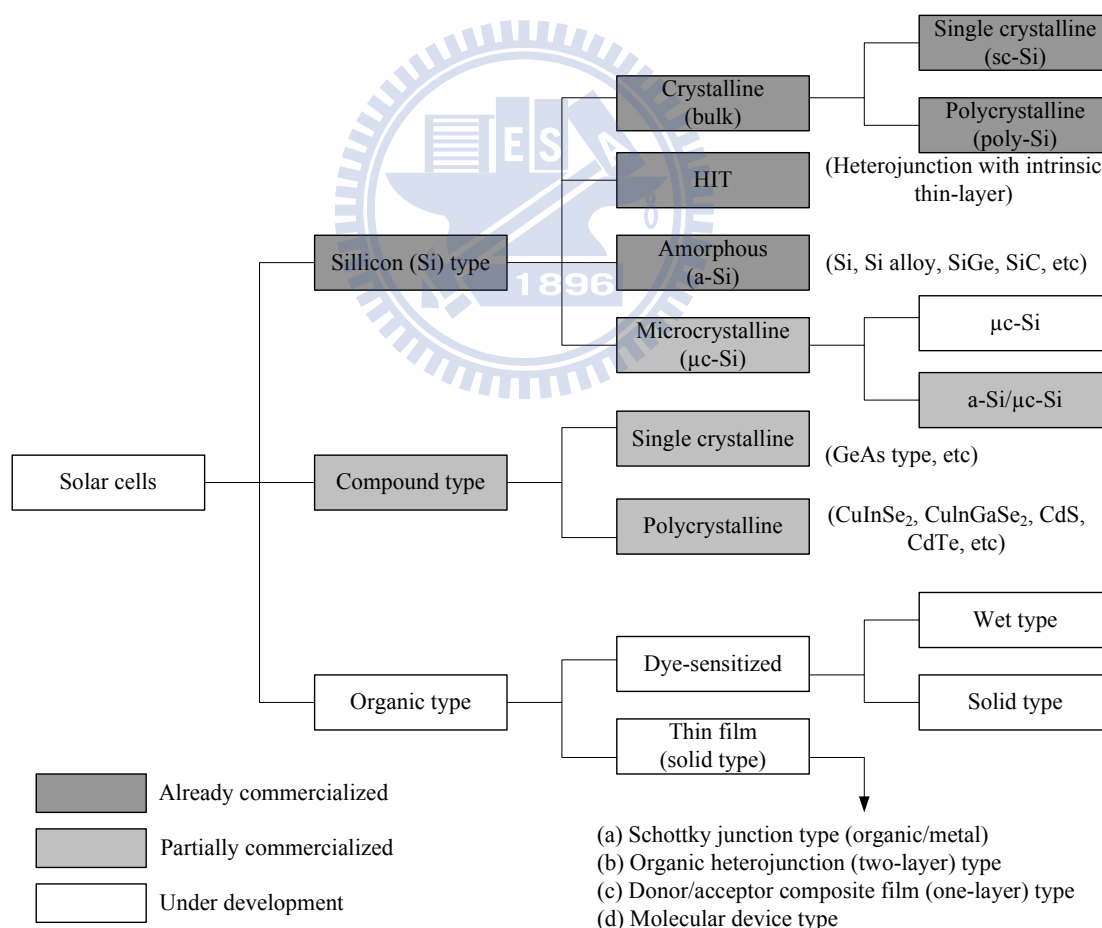 Single crystalline
(sc-Si)
Crystalline
(bulk)
Polycrystalline
(poly-Si)
E S A
HIT
(Heterojunction with intrinsic
thin-layer)
Sillicon (Si) type
Amorphous
(a-Si)
(Si, Si alloy, SiGe, SiC, etc)
1896
Microcrystalline
(µc-Si)
µc-Si
a-Si/µc-Si
Single crystalline
(GeAs type, etc)
Solar cells
Compound type
Polycrystalline
(CuInSe₂, CuInGaSe₂, CdS,
CdTe, etc)
Wet type
Dye-sensitized
Organic type
Solid type
Thin film
(solid type)
Already commercialized
Partially commercialized
Under development
(a) Schottky junction type (organic/metal)
(b) Organic heterojunction (two-layer) type
(c) Donor/acceptor composite film (one-layer) type
(d) Molecular device type